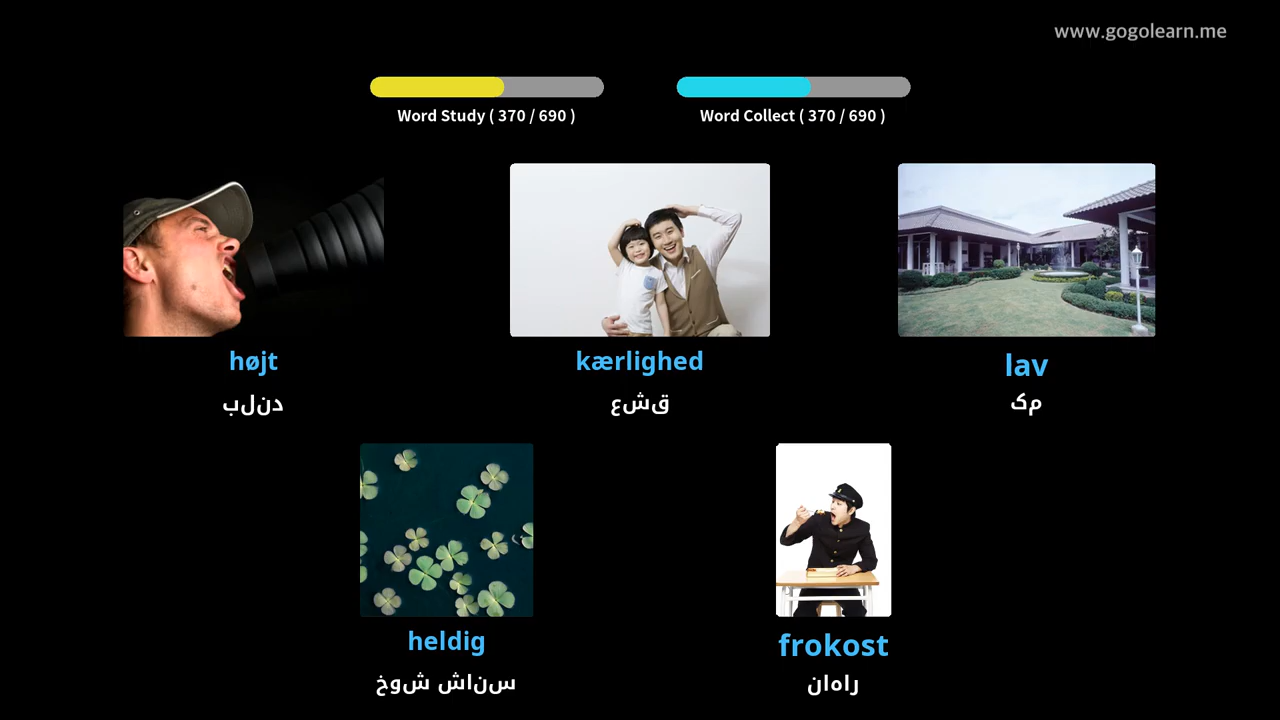 www.gogolearn.me
Word Study ( 370 / 690 )
Word Collect ( 370 / 690 )
højt
دنلب
kærlighed
قشع
lav
مک
heldig
سناش شوخ
frokost
راهان